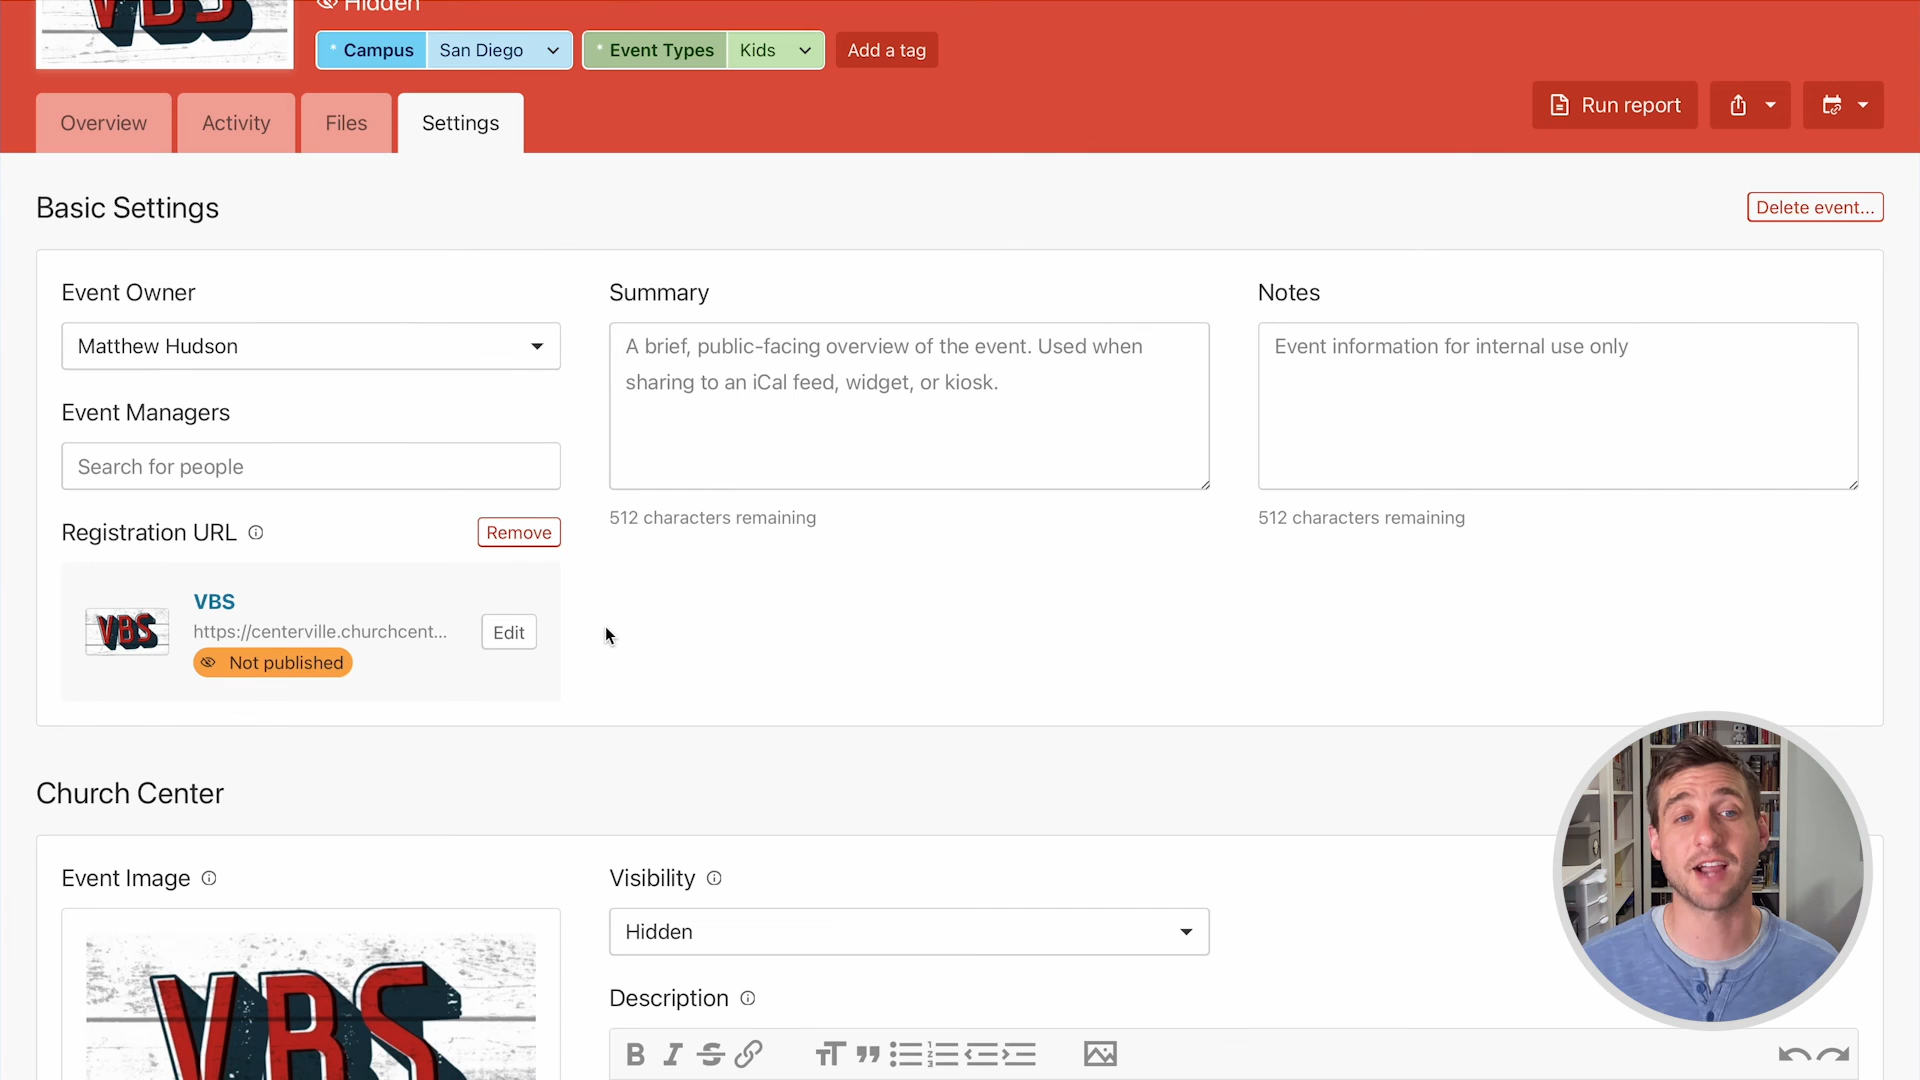 VBS
Hidden
* Campus San Diego * Event Types Kids Add a tag
Overview Activity Files Settings
Run report
Basic Settings
Delete event...
Event Owner
Matthew Hudson
Event Managers
Search for people
Registration URL
Remove
VBS
VBS
https://centerville.churchcent...
Not published
Edit
Summary
A brief, public-facing overview of the event. Used when
sharing to an iCal feed, widget, or kiosk.
512 characters remaining
Notes
Event information for internal use only
512 characters remaining
Church Center
Event Image
VBS
Visibility
Hidden
Description